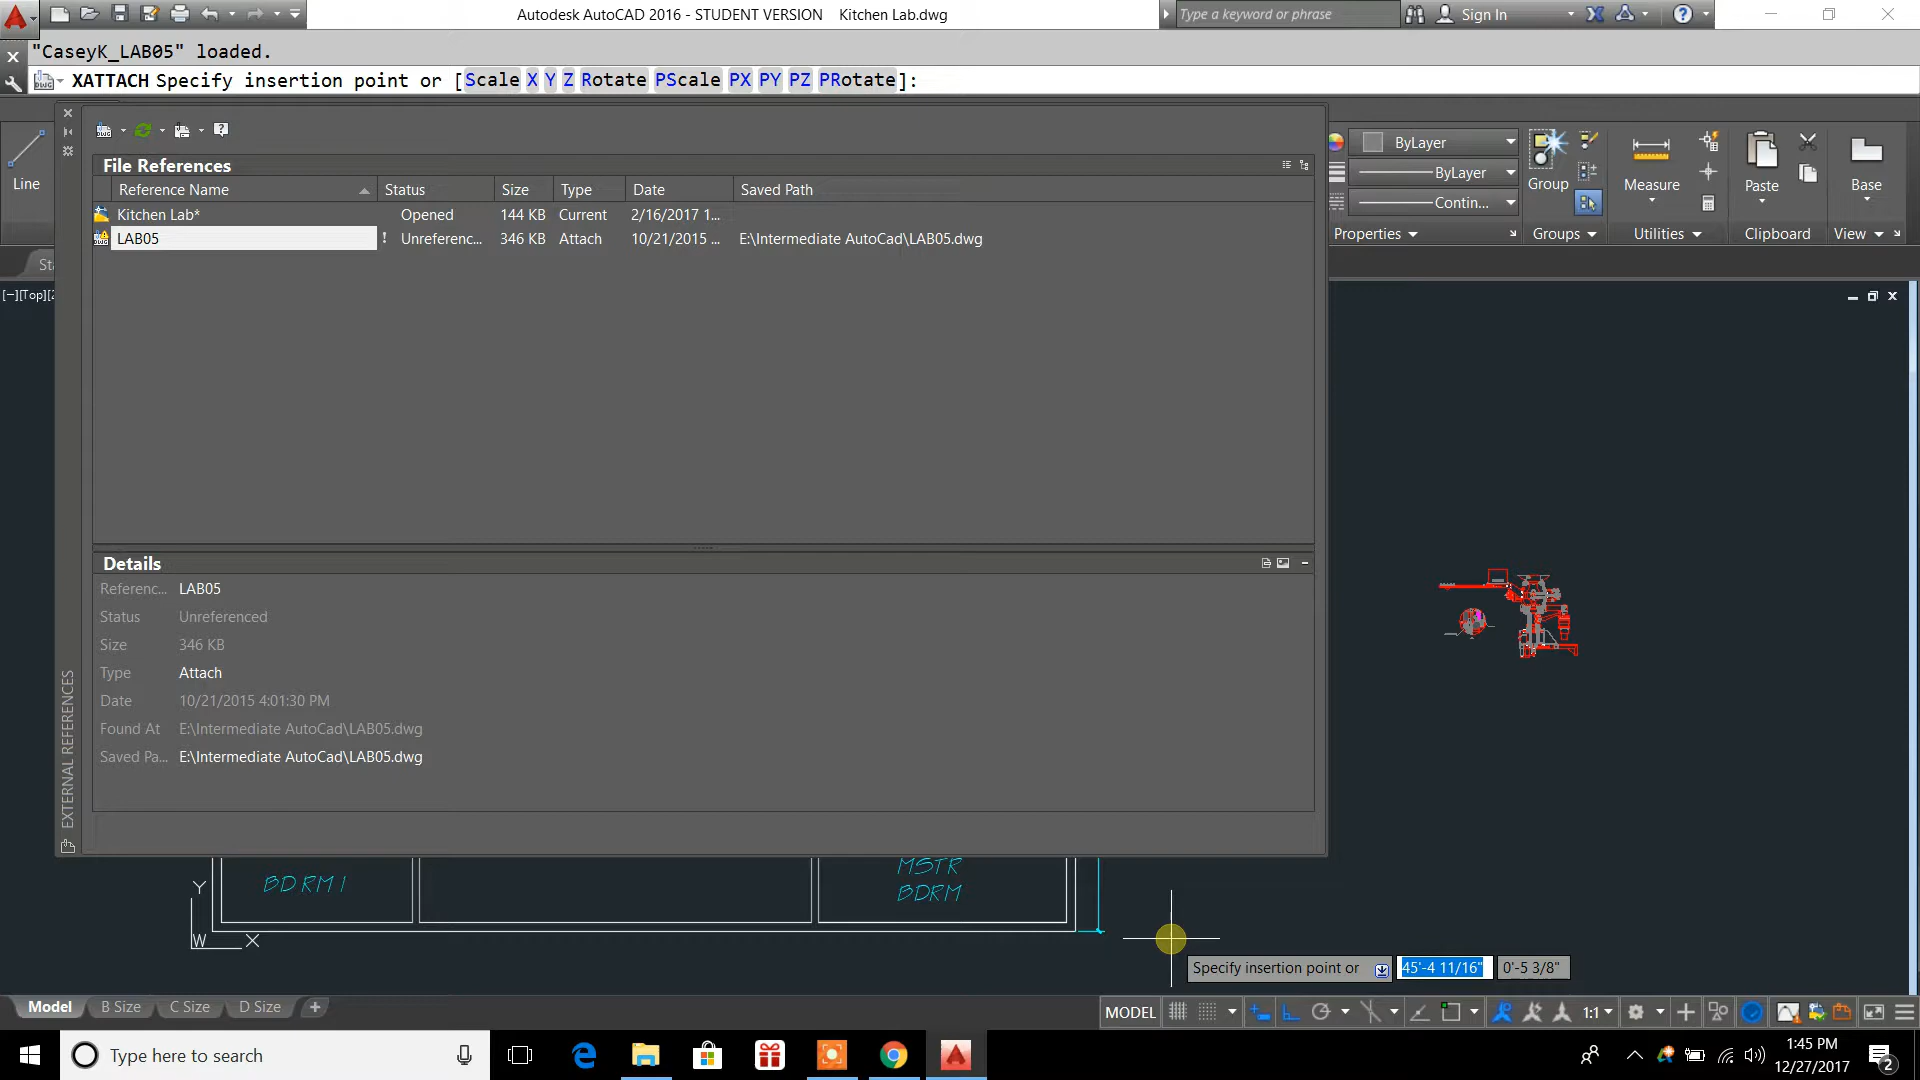 Autodesk AutoCAD 2016 - STUDENT VERSION Kitchen Lab.dwg
Type a keyword or phrase
Sign In
"CaseyK_LAB05" loaded.
XATTACH Specify insertion point or [Scale X Y Z Rotate PScale PX PY PZ PRotate]:
Line
File References
Reference Name Status Size Type Date Saved Path
Kitchen Lab* Opened 144 KB Current 2/16/2017 1...
LAB05 ! Unreferenc... 346 KB Attach 10/21/2015 ... E:\Intermediate AutoCad\LAB05.dwg
ByLayer
ByLayer
Contin...
Properties
Group
Groups
Measure
Utilities
Paste
Clipboard
Base
View
[−][Top][
Details
Referenc... LAB05
Status Unreferenced
Size 346 KB
Type Attach
Date 10/21/2015 4:01:30 PM
Found At E:\Intermediate AutoCad\LAB05.dwg
Saved Pa... E:\Intermediate AutoCad\LAB05.dwg
EXTERNAL REFERENCES
BDRM 1
MSTR
BDRM
Y
W X
Specify insertion point or 45'-4 11/16" 0'-5 3/8"
Model B Size C Size D Size +
MODEL 1:1
Type here to search
1:45 PM
12/27/2017
2